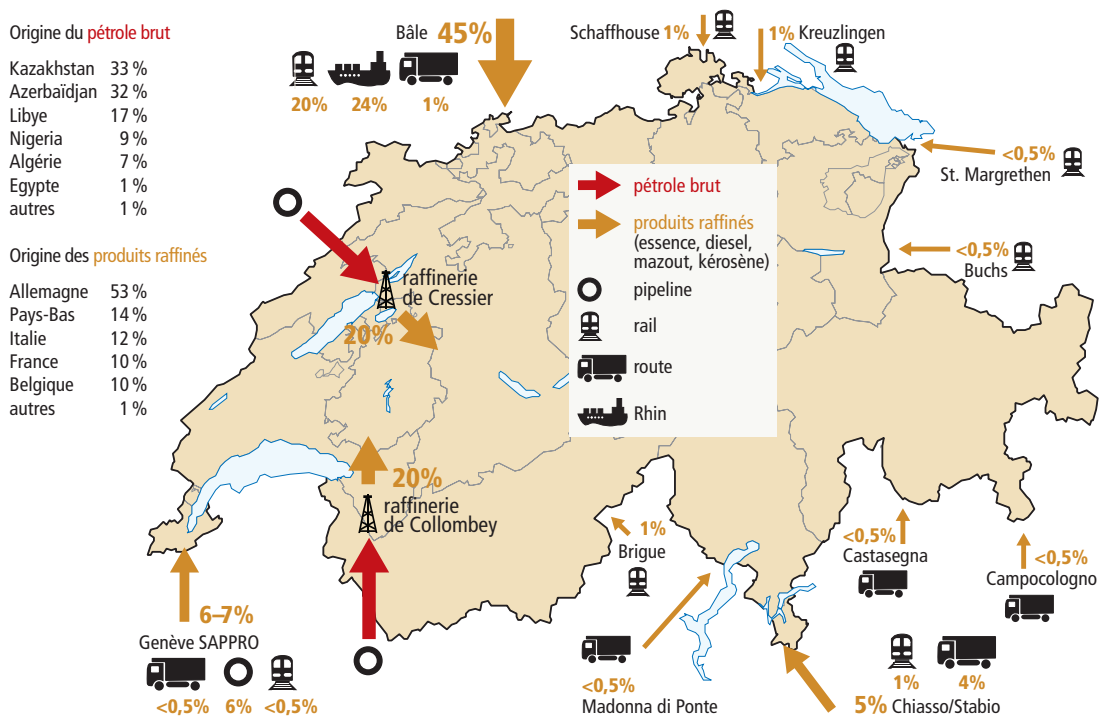 Origine du pétrole brut
Kazakhstan 33 %
Azerbaïdjan 32 %
Libye 17 %
Nigeria 9 %
Algérie 7 %
Egypte 1 %
autres 1 %
Origine des produits raffinés
Allemagne 53 %
Pays-Bas 14 %
Italie 12 %
France 10 %
Belgique 10 %
autres 1 %
Bâle 45%
20% 24% 1%
Schaffhouse 1%
1% Kreuzlingen
<0,5%
St. Margrethen
<0,5%
Buchs
pétrole brut
produits raffinés
(essence, diesel,
mazout, kérosène)
pipeline
rail
route
Rhin
raffinerie
de Cressier
20%
20%
raffinerie
de Collombey
6–7%
Genève SAPPRO
<0,5% 6% <0,5%
1%
Brigue
<0,5%
Madonna di Ponte
<0,5%
Castasegna
<0,5%
Campocologno
1% 4%
5% Chiasso/Stabio